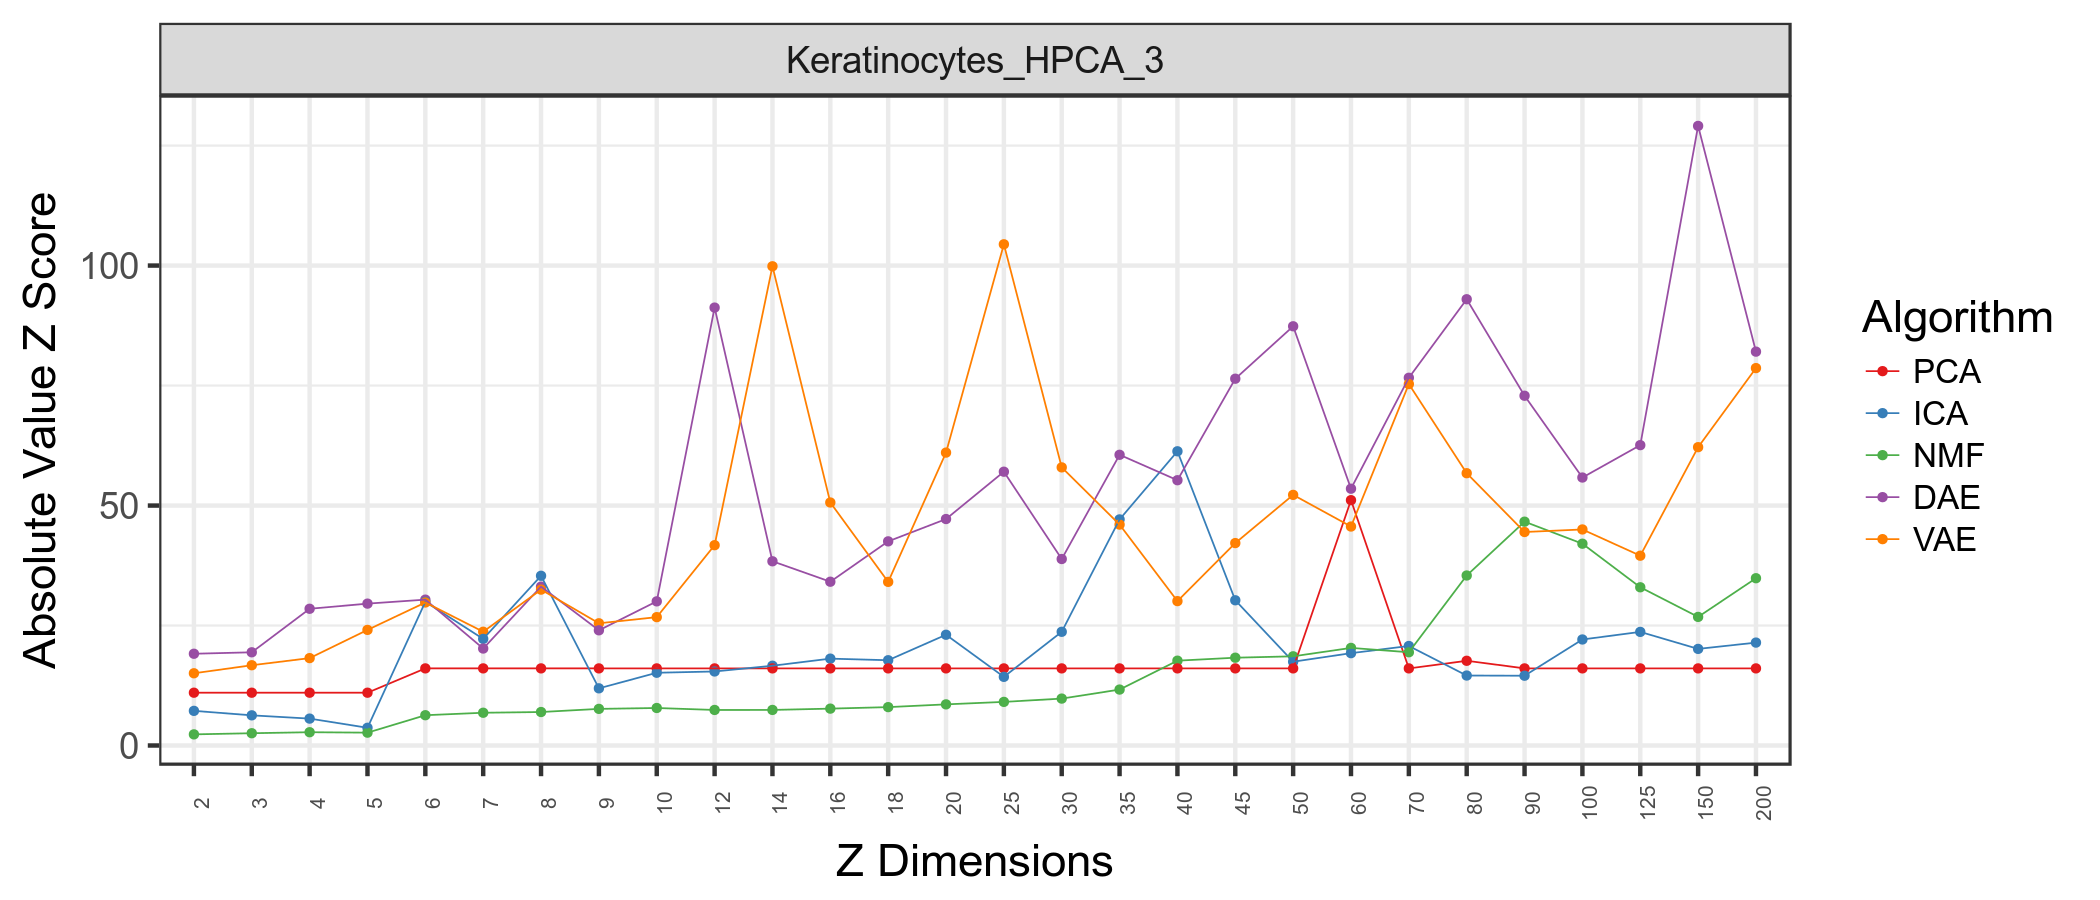 Keratinocytes_HPCA_3
Absolute Value Z Score
100
50
0
2 3 4 5 6 7 8 9 10 12 14 16 18 20 25 30 35 40 45 50 60 70 80 90 100 125 150 200
Z Dimensions
Algorithm
PCA
ICA
NMF
DAE
VAE